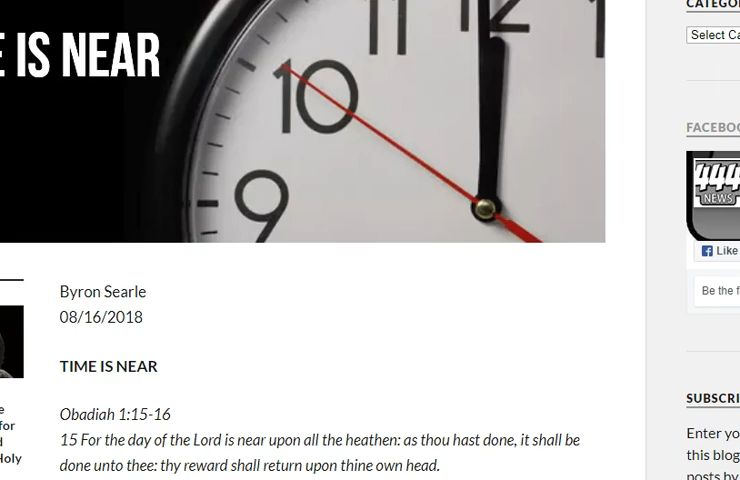 E IS NEAR
11
12
1
10
9
Byron Searle
08/16/2018
TIME IS NEAR
Obadiah 1:15-16
15 For the day of the Lord is near upon all the heathen: as thou hast done, it shall be
done unto thee: thy reward shall return upon thine own head.
e
for
d
Holy
CATEGO
Select Ca
FACEBOO
444
NEWS
Like
Be the f
SUBSCRI
Enter yo
this blog
posts by